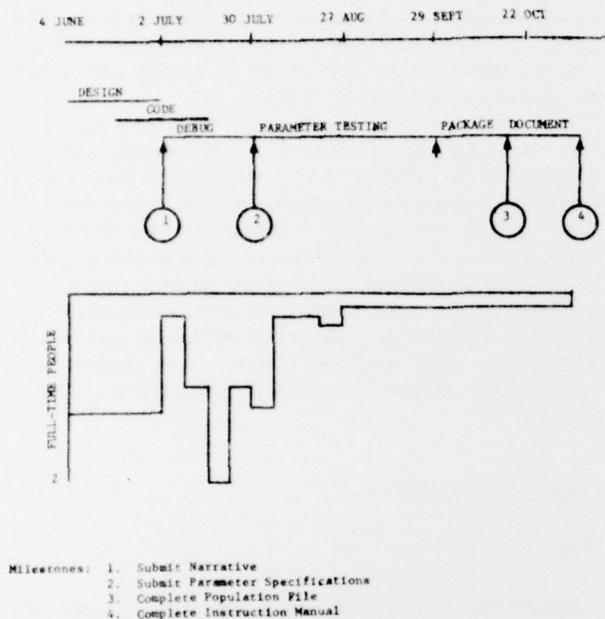 4 JUNE 2 JULY 30 JULY 27 AUG 29 SEPT 22 OCT
DESIGN
CODE
DEBUG PARAMETER TESTING PACKAGE DOCUMENT
1 2 3 4
FULL-TIME PEOPLE
2
Milestones: 1. Submit Narrative
2. Submit Parameter Specifications
3. Complete Population File
4. Complete Instruction Manual